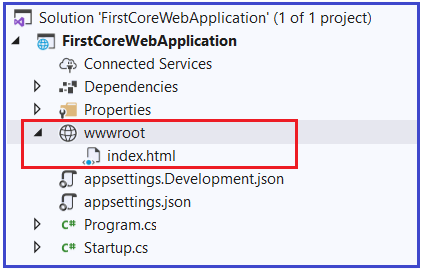 Solution 'FirstCoreWebApplication' (1 of 1 project)
FirstCoreWebApplication
Connected Services
Dependencies
Properties
wwwroot
index.html
appsettings.Development.json
appsettings.json
C# Program.cs
C# Startup.cs